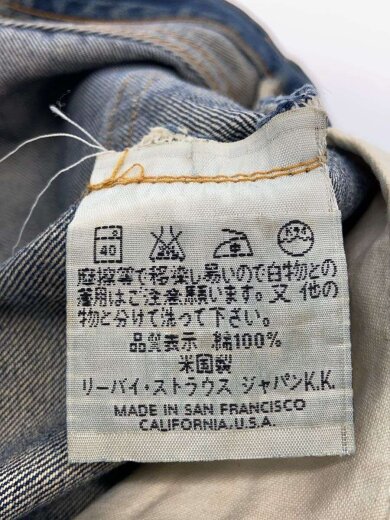 40
摩擦等で移染し易いので白物との
着用はご注意願います。又 他の
物と分けて洗って下さい。
品質表示 綿100%
米国製
リーバイ・ストラウス ジャパンK.K.
MADE IN SAN FRANCISCO
CALIFORNIA,U.S.A.